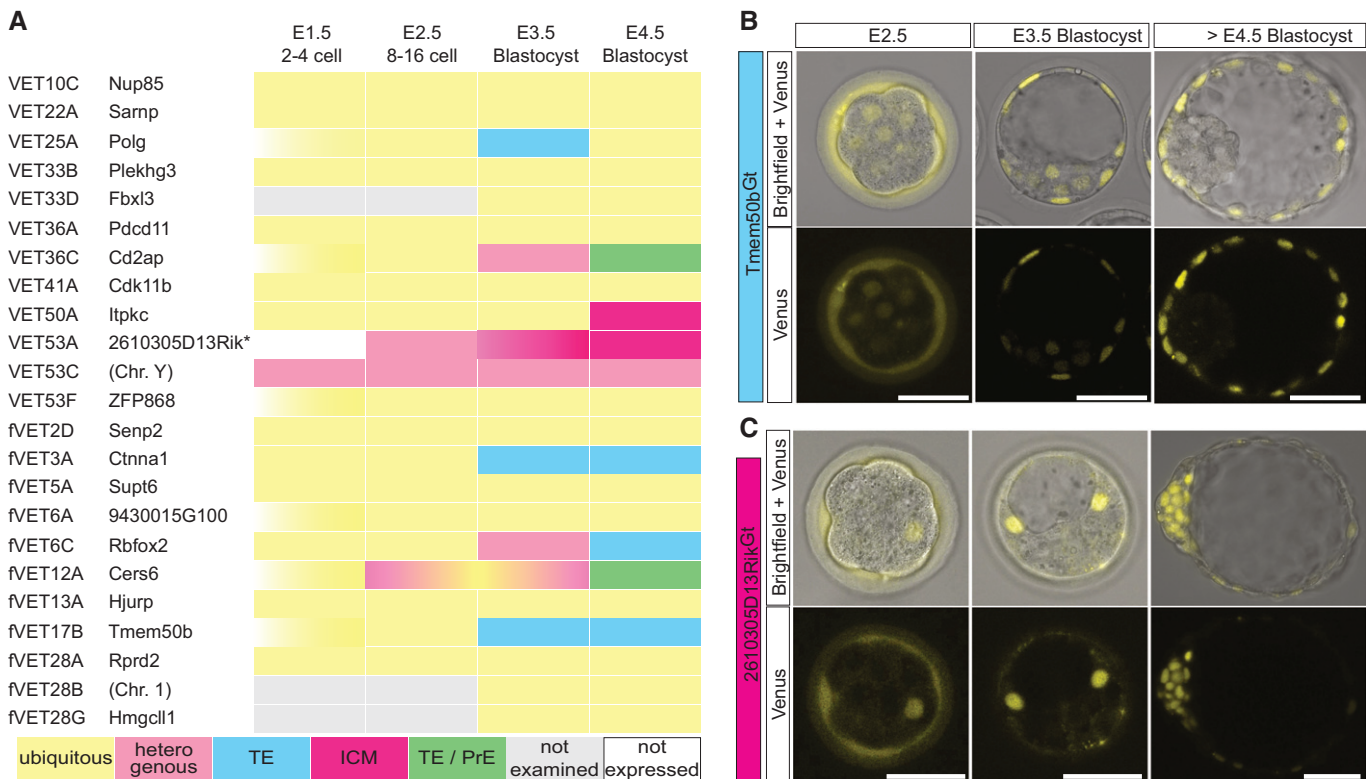 A
E1.5 E2.5 E3.5 E4.5
2-4 cell 8-16 cell Blastocyst Blastocyst
VET10C Nup85
VET22A Sarnp
VET25A Polg
VET33B Plekhg3
VET33D Fbxl3
VET36A Pdcd11
VET36C Cd2ap
VET41A Cdk11b
VET50A Itpkc
VET53A 2610305D13Rik*
VET53C (Chr. Y)
VET53F ZFP868
fVET2D Senp2
fVET3A Ctnna1
fVET5A Supt6
fVET6A 9430015G100
fVET6C Rbfox2
fVET12A Cers6
fVET13A Hjurp
fVET17B Tmem50b
fVET28A Rprd2
fVET28B (Chr. 1)
fVET28G Hmgcll1
ubiquitous
hetero
genous
TE
ICM
TE / PrE
not
examined
not
expressed
B
E2.5
E3.5 Blastocyst
> E4.5 Blastocyst
Tmem50bGt
Brightfield + Venus
Venus
C
2610305D13RikGt
Brightfield + Venus
Venus